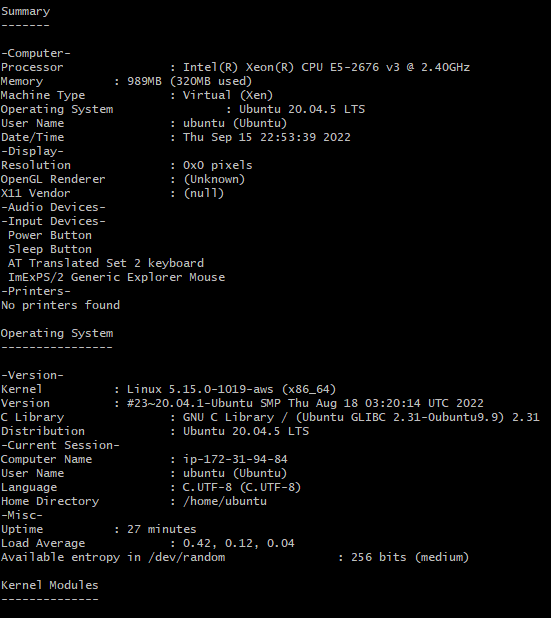 Summary
-------
-Computer-
Processor : Intel(R) Xeon(R) CPU E5-2676 v3 @ 2.40GHz
Memory : 989MB (320MB used)
Machine Type : Virtual (Xen)
Operating System : Ubuntu 20.04.5 LTS
User Name : ubuntu (Ubuntu)
Date/Time : Thu Sep 15 22:53:39 2022
-Display-
Resolution : 0x0 pixels
OpenGL Renderer : (Unknown)
X11 Vendor : (null)
-Audio Devices-
-Input Devices-
Power Button
Sleep Button
AT Translated Set 2 keyboard
ImExPS/2 Generic Explorer Mouse
-Printers-
No printers found
Operating System
----------------
-Version-
Kernel : Linux 5.15.0-1019-aws (x86_64)
Version : #23~20.04.1-Ubuntu SMP Thu Aug 18 03:20:14 UTC 2022
C Library : GNU C Library / (Ubuntu GLIBC 2.31-0ubuntu9.9) 2.31
Distribution : Ubuntu 20.04.5 LTS
-Current Session-
Computer Name : ip-172-31-94-84
User Name : ubuntu (Ubuntu)
Language : C.UTF-8 (C.UTF-8)
Home Directory : /home/ubuntu
-Misc-
Uptime : 27 minutes
Load Average : 0.42, 0.12, 0.04
Available entropy in /dev/random : 256 bits (medium)
Kernel Modules
--------------